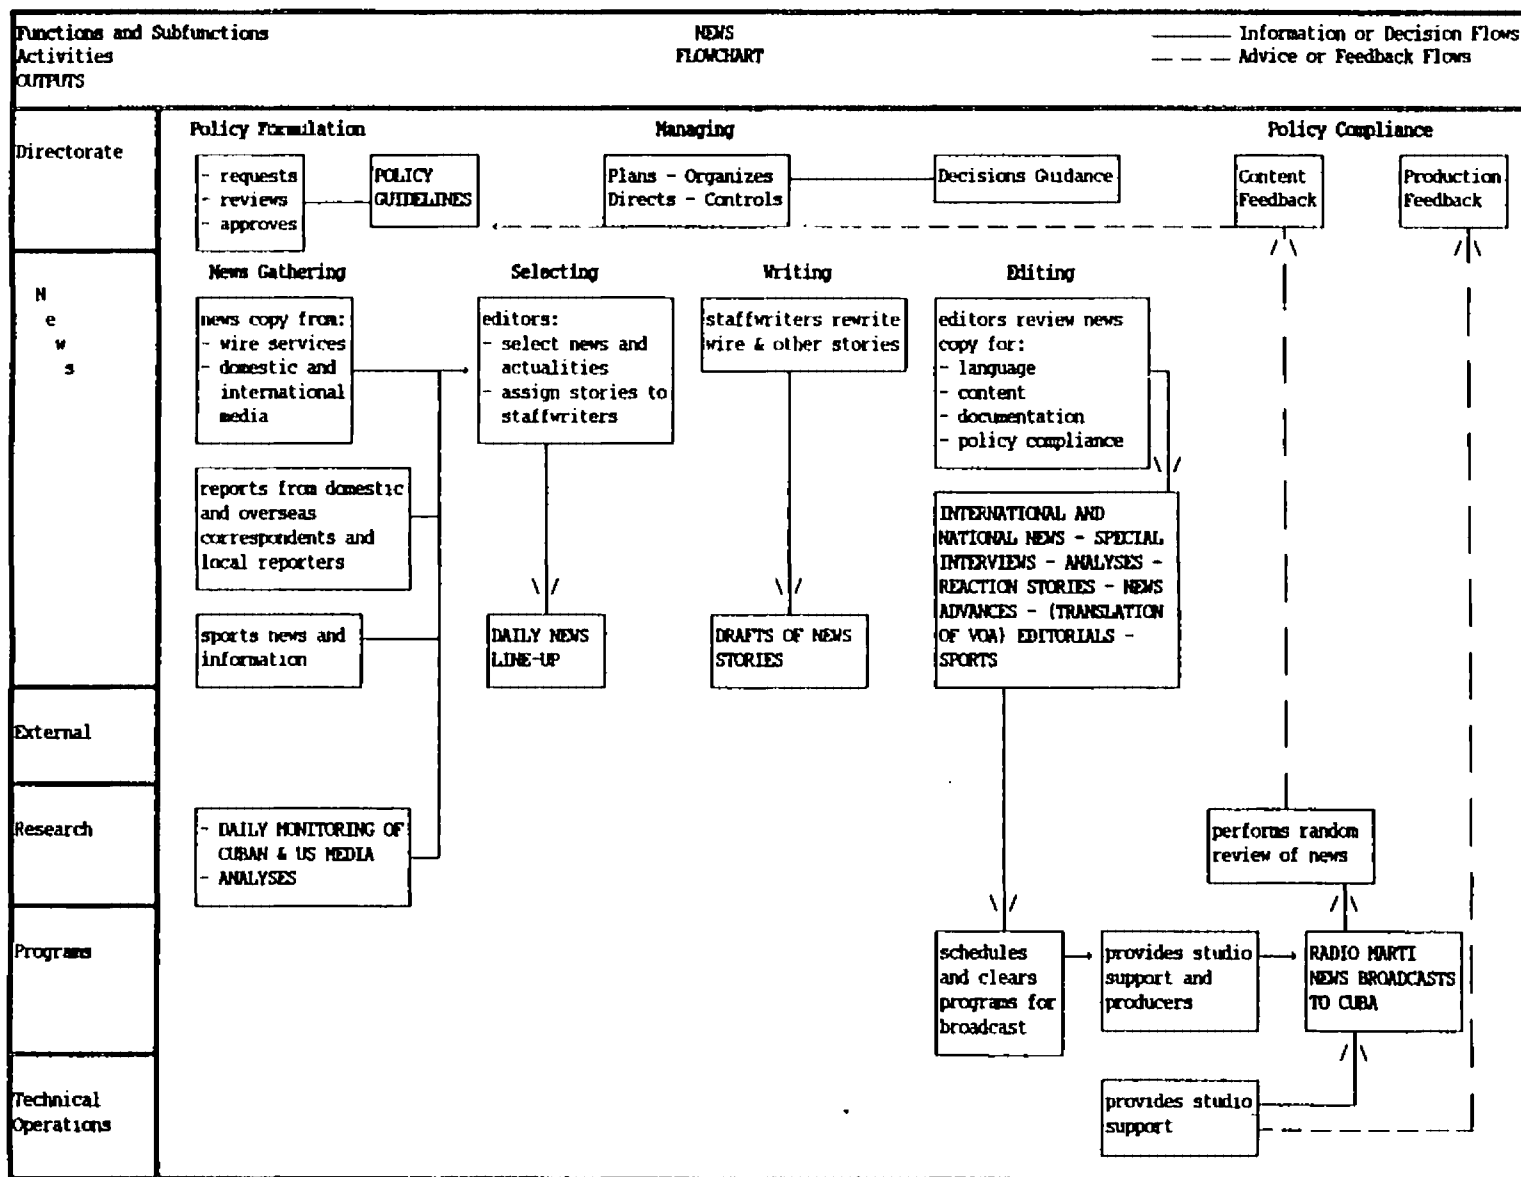 Functions and Subfunctions
Activities
OUTPUTS
NEWS
FLOWCHART
Information or Decision Flows
Advice or Feedback Flows
Directorate
Policy Formulation
- requests
- reviews
- approves
POLICY
GUIDELINES
Managing
Plans - Organizes
Directs - Controls
Decisions Guidance
Policy Compliance
Content
Feedback
Production
Feedback
News
News Gathering
news copy from:
- wire services
- domestic and
international
media
reports from domestic
and overseas
correspondents and
local reporters
sports news and
information
Selecting
editors:
- select news and
actualities
- assign stories to
staffwriters
DAILY NEWS
LINE-UP
Writing
staffwriters rewrite
wire & other stories
DRAFTS OF NEWS
STORIES
Editing
editors review news
copy for:
- language
- content
- documentation
- policy compliance
INTERNATIONAL AND
NATIONAL NEWS - SPECIAL
INTERVIEWS - ANALYSES -
REACTION STORIES - NEWS
ADVANCES - (TRANSLATION
OF VOA) EDITORIALS -
SPORTS
External
Research
- DAILY MONITORING OF
CUBAN & US MEDIA
- ANALYSES
performs random
review of news
Programs
schedules
and clears
programs for
broadcast
provides studio
support and
producers
RADIO MARTI
NEWS BROADCASTS
TO CUBA
Technical
Operations
provides studio
support